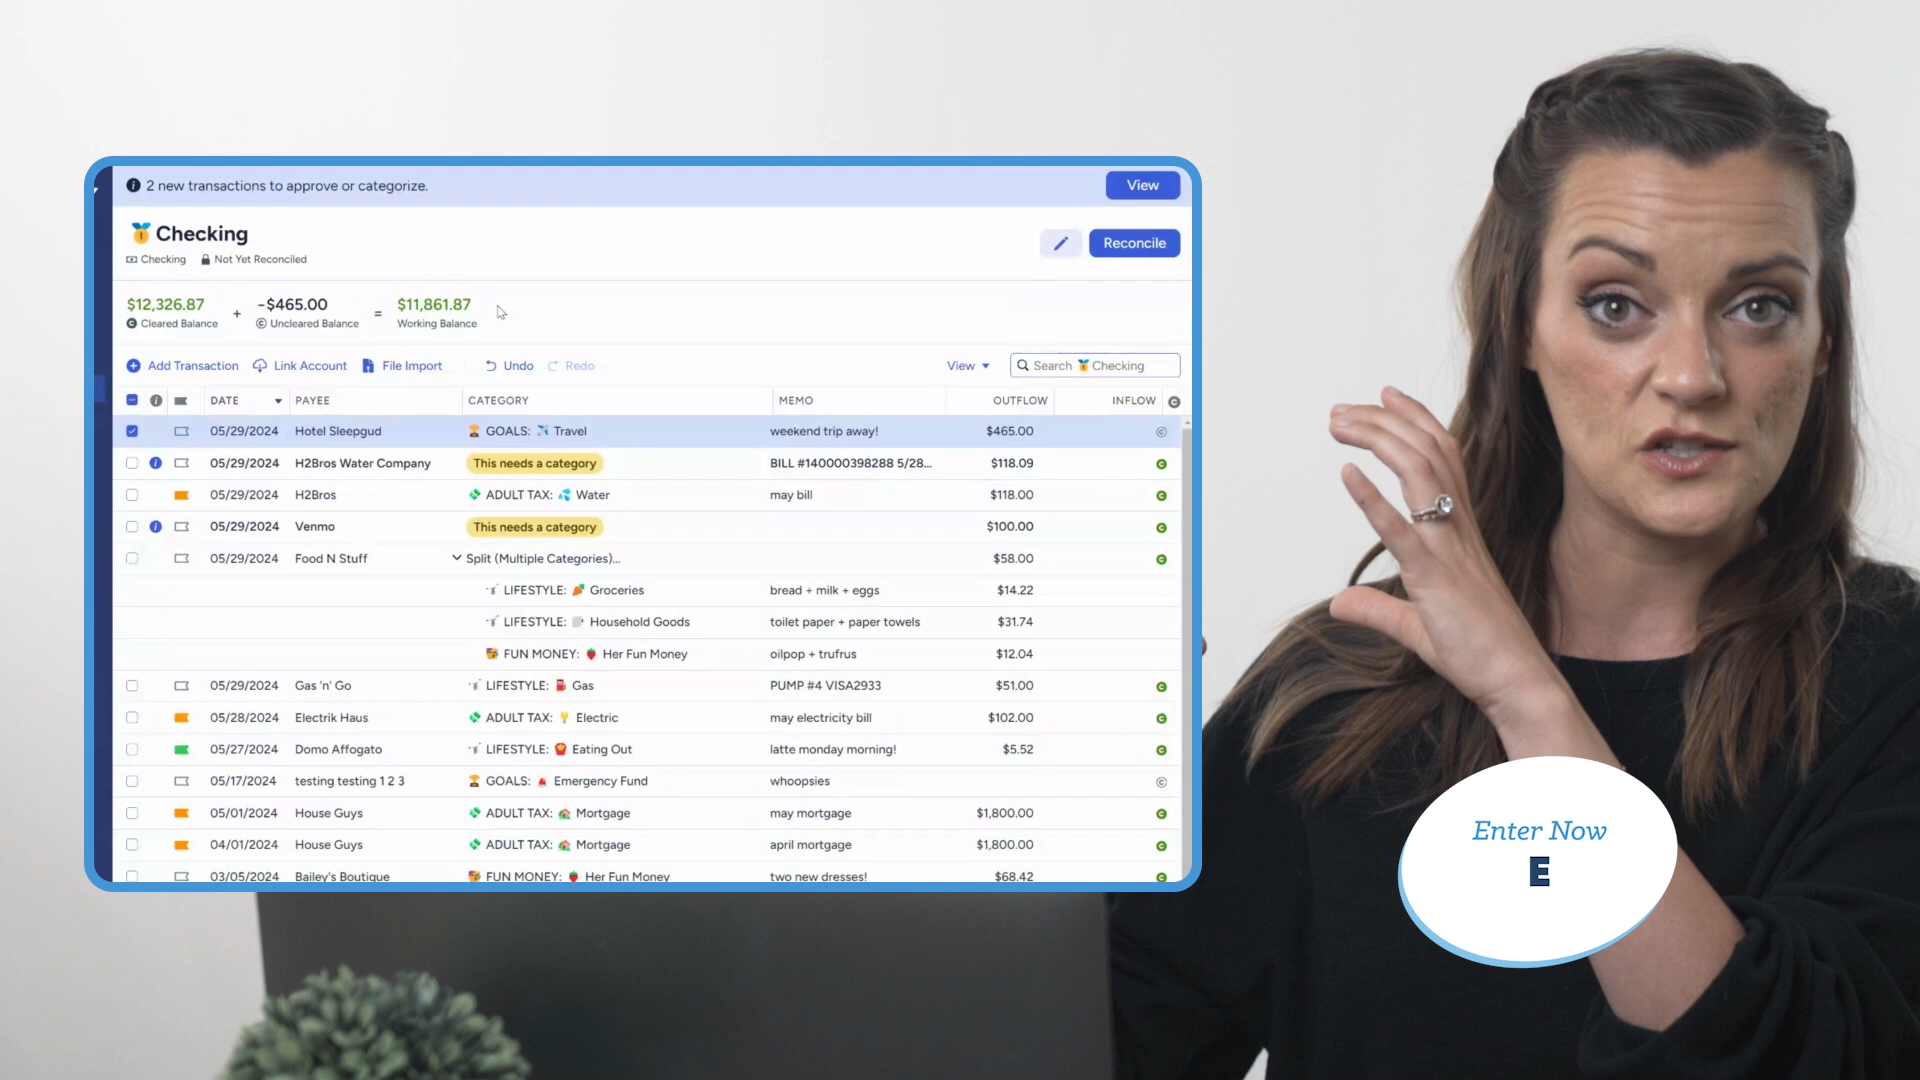 2 new transactions to approve or categorize.
View
Checking
Checking Not Yet Reconciled
Reconcile
$12,326.87 + -$465.00 = $11,861.87
C Cleared Balance C Uncleared Balance Working Balance
Add Transaction Link Account File Import Undo Redo View Search Checking
DATE PAYEE CATEGORY MEMO OUTFLOW INFLOW C
05/29/2024 Hotel Sleepgud GOALS: Travel weekend trip away! $465.00 C
05/29/2024 H2Bros Water Company This needs a category BILL #140000398288 5/28... $118.09 C
05/29/2024 H2Bros ADULT TAX: Water may bill $118.00 C
05/29/2024 Venmo This needs a category $100.00 C
05/29/2024 Food N Stuff Split (Multiple Categories)... $58.00 C
LIFESTYLE: Groceries bread + milk + eggs $14.22
LIFESTYLE: Household Goods toilet paper + paper towels $31.74
FUN MONEY: Her Fun Money oilpop + trufrus $12.04
05/29/2024 Gas 'n' Go LIFESTYLE: Gas PUMP #4 VISA2933 $51.00 C
05/28/2024 Electrik Haus ADULT TAX: Electric may electricity bill $102.00 C
05/27/2024 Domo Affogato LIFESTYLE: Eating Out latte monday morning! $5.52 C
05/17/2024 testing testing 1 2 3 GOALS: Emergency Fund whoopsies C
05/01/2024 House Guys ADULT TAX: Mortgage may mortgage $1,800.00 C
04/01/2024 House Guys ADULT TAX: Mortgage april mortgage $1,800.00 C
03/05/2024 Bailey's Boutique FUN MONEY: Her Fun Money two new dresses! $68.42 C
Enter Now
E